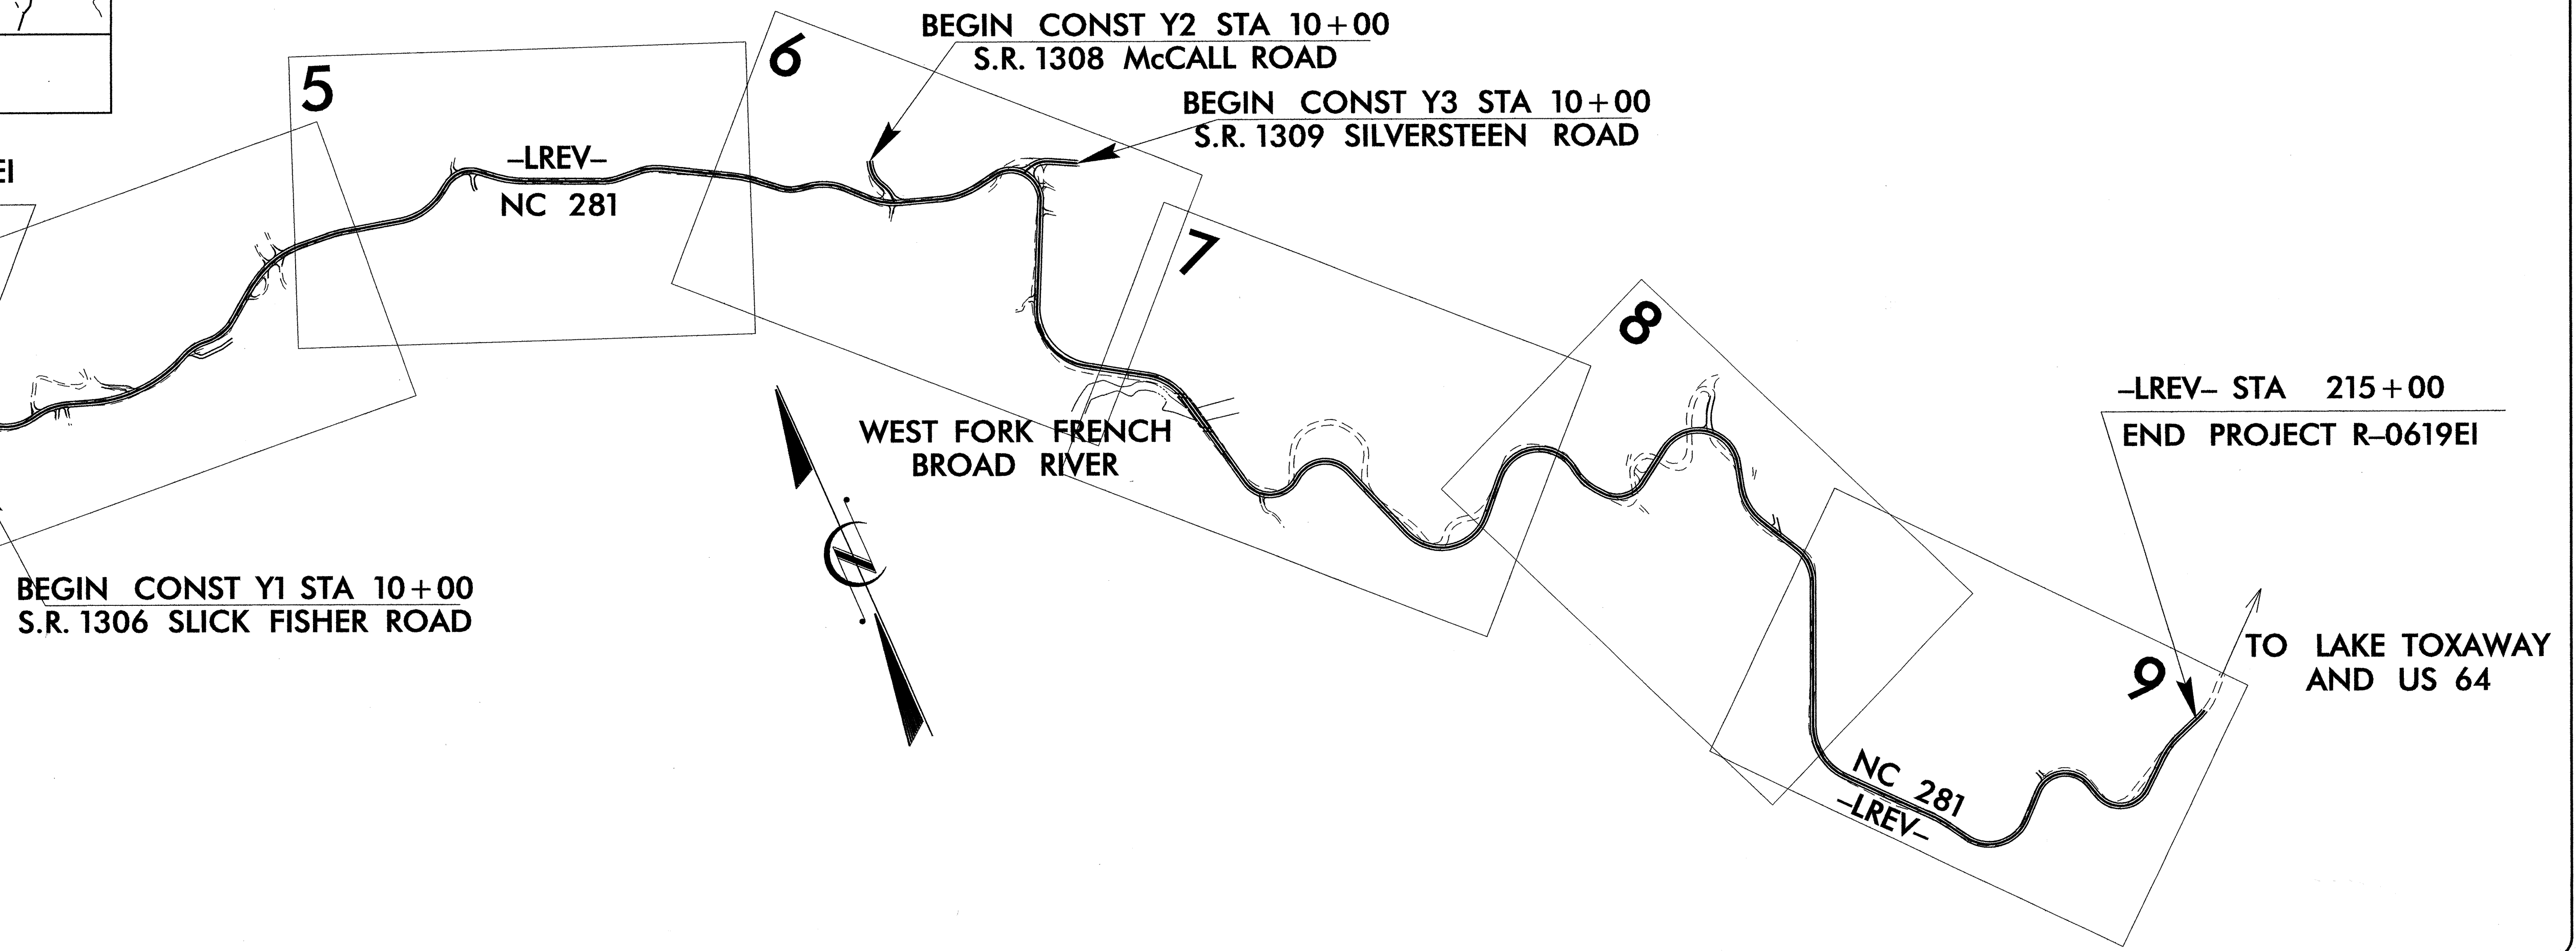 BEGIN CONST Y2 STA 10+00
S.R. 1308 McCALL ROAD
6
5
BEGIN CONST Y3 STA 10+00
S.R. 1309 SILVERSTEEN ROAD
–LREV–
NC 281
EI
7
8
–LREV– STA 215+00
END PROJECT R–0619EI
WEST FORK FRENCH
BROAD RIVER
N
BEGIN CONST Y1 STA 10+00
S.R. 1306 SLICK FISHER ROAD
TO LAKE TOXAWAY
AND US 64
9
NC 281
–LREV–